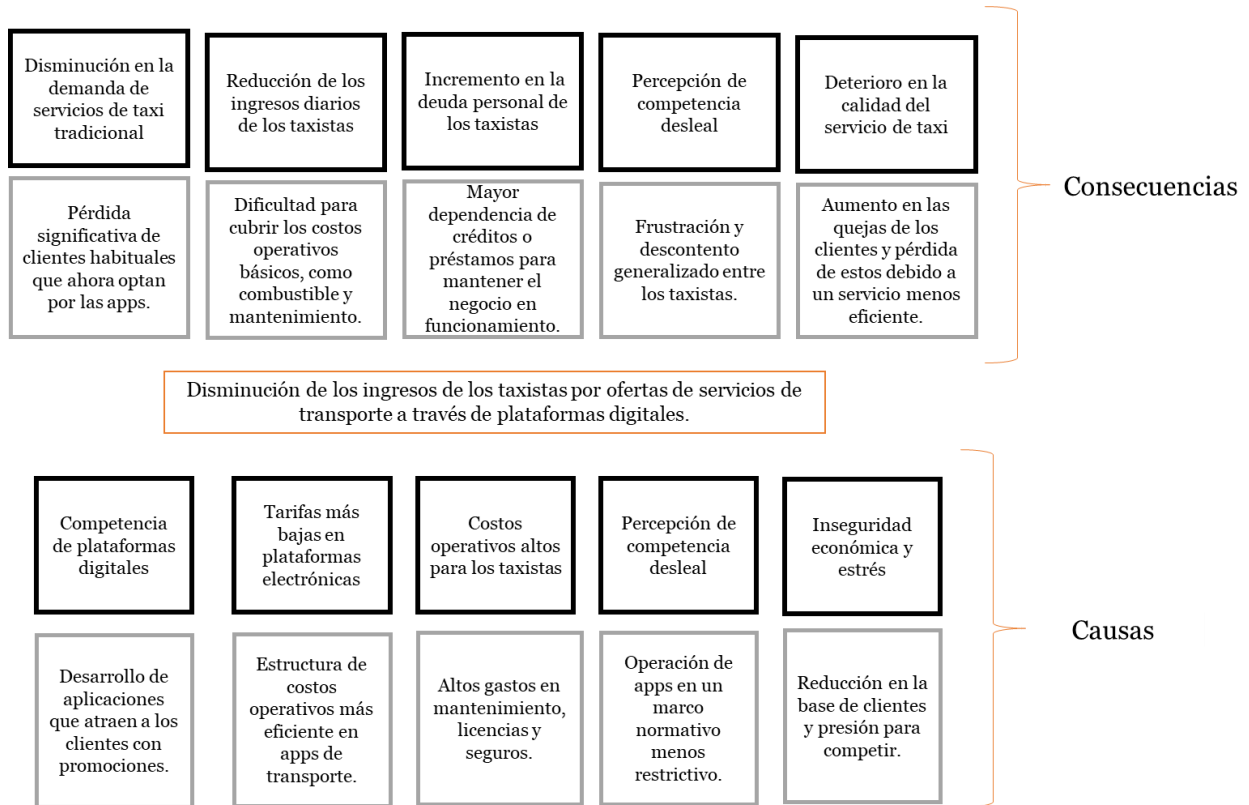 Disminución en la
demanda de
servicios de taxi
tradicional
Reducción de los
ingresos diarios
de los taxistas
Incremento en la
deuda personal de
los taxistas
Percepción de
competencia
desleal
Deterioro en la
calidad del
servicio de taxi
Pérdida
significativa de
clientes habituales
que ahora optan
por las apps.
Dificultad para
cubrir los costos
operativos
básicos, como
combustible y
mantenimiento.
Mayor
dependencia de
créditos o
préstamos para
mantener el
negocio en
funcionamiento.
Frustración y
descontento
generalizado entre
los taxistas.
Aumento en las
quejas de los
clientes y pérdida
de estos debido a
un servicio menos
eficiente.
Consecuencias
Disminución de los ingresos de los taxistas por ofertas de servicios de
transporte a través de plataformas digitales.
Competencia
de plataformas
digitales
Tarifas más
bajas en
plataformas
electrónicas
Costos
operativos altos
para los taxistas
Percepción de
competencia
desleal
Inseguridad
económica y
estrés
Desarrollo de
aplicaciones
que atraen a los
clientes con
promociones.
Estructura de
costos
operativos más
eficiente en
apps de
transporte.
Altos gastos en
mantenimiento,
licencias y
seguros.
Operación de
apps en un
marco
normativo
menos
restrictivo.
Reducción en la
base de clientes
y presión para
competir.
Causas